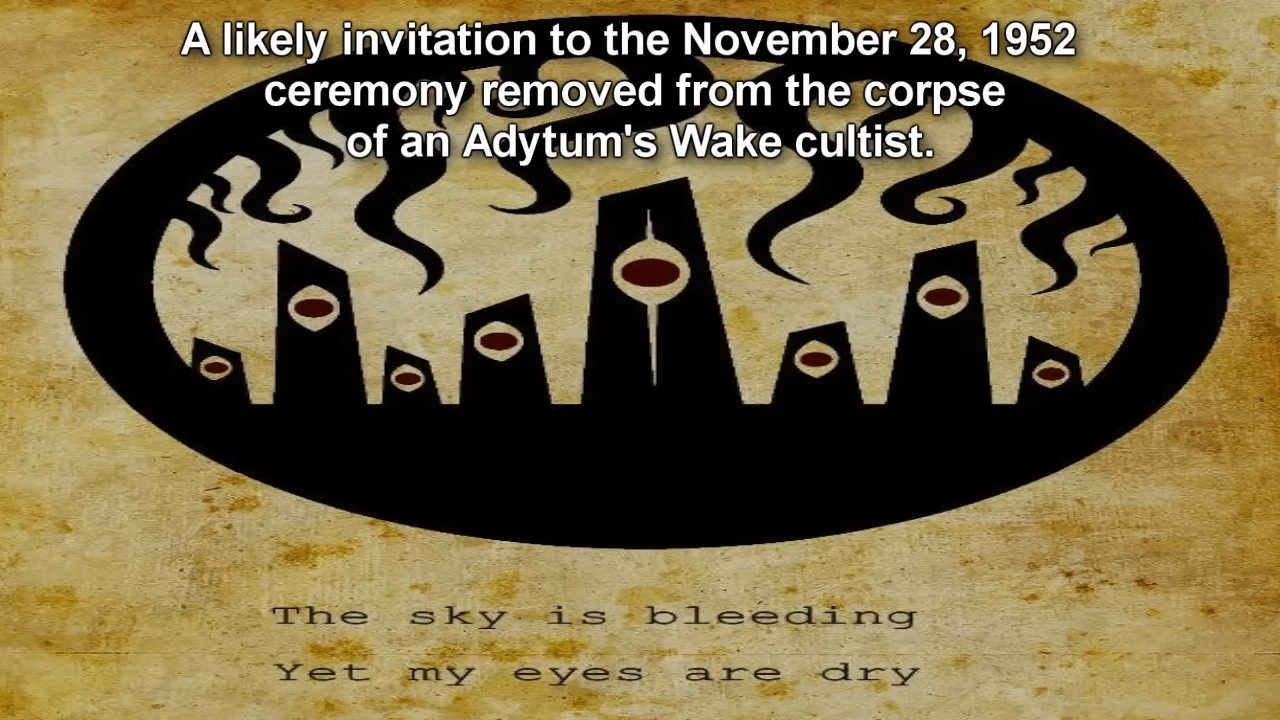 A likely invitation to the November 28, 1952
ceremony removed from the corpse
of an Adytum's Wake cultist.
The sky is bleeding
Yet my eyes are dry